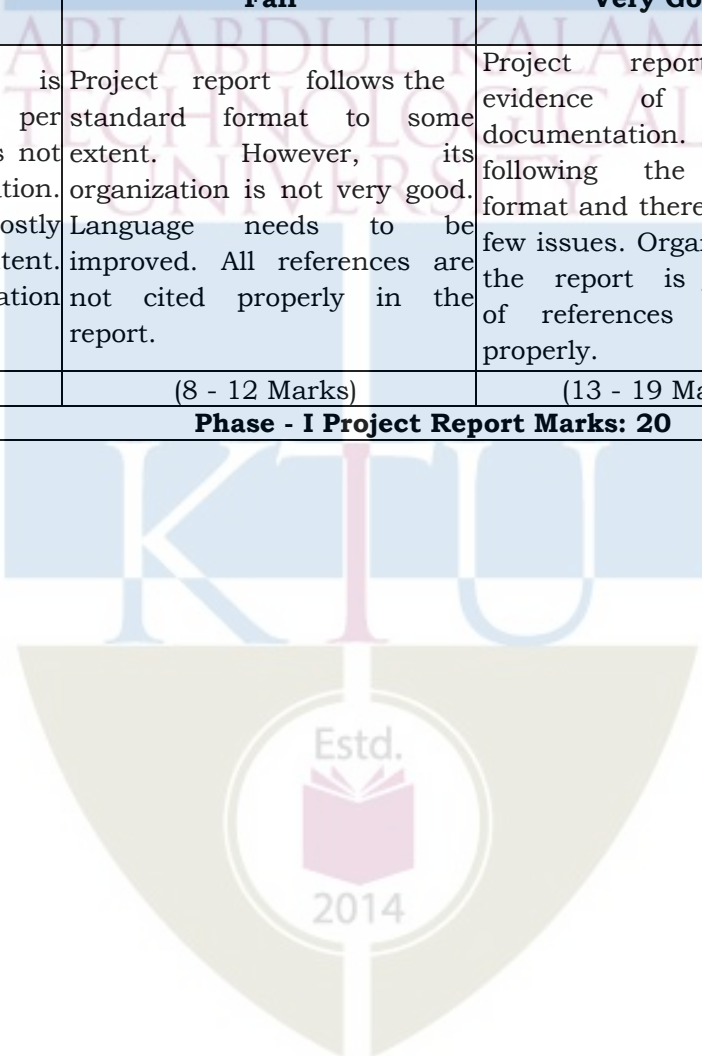 Fair
Very Go
is
per
s not
tion.
ostly
tent.
ation
Project report follows the
standard format to some
extent. However, its
organization is not very good.
Language needs to be
improved. All references are
not cited properly in the
report.
Project report
evidence of
documentation.
following the
format and there
few issues. Organ
the report is
of references
properly.
(8 - 12 Marks)
(13 - 19 Ma
Phase - I Project Report Marks: 20
API ABDUL KALAM
TECHNOLOGICAL
UNIVERSITY
KTU
Estd.
2014